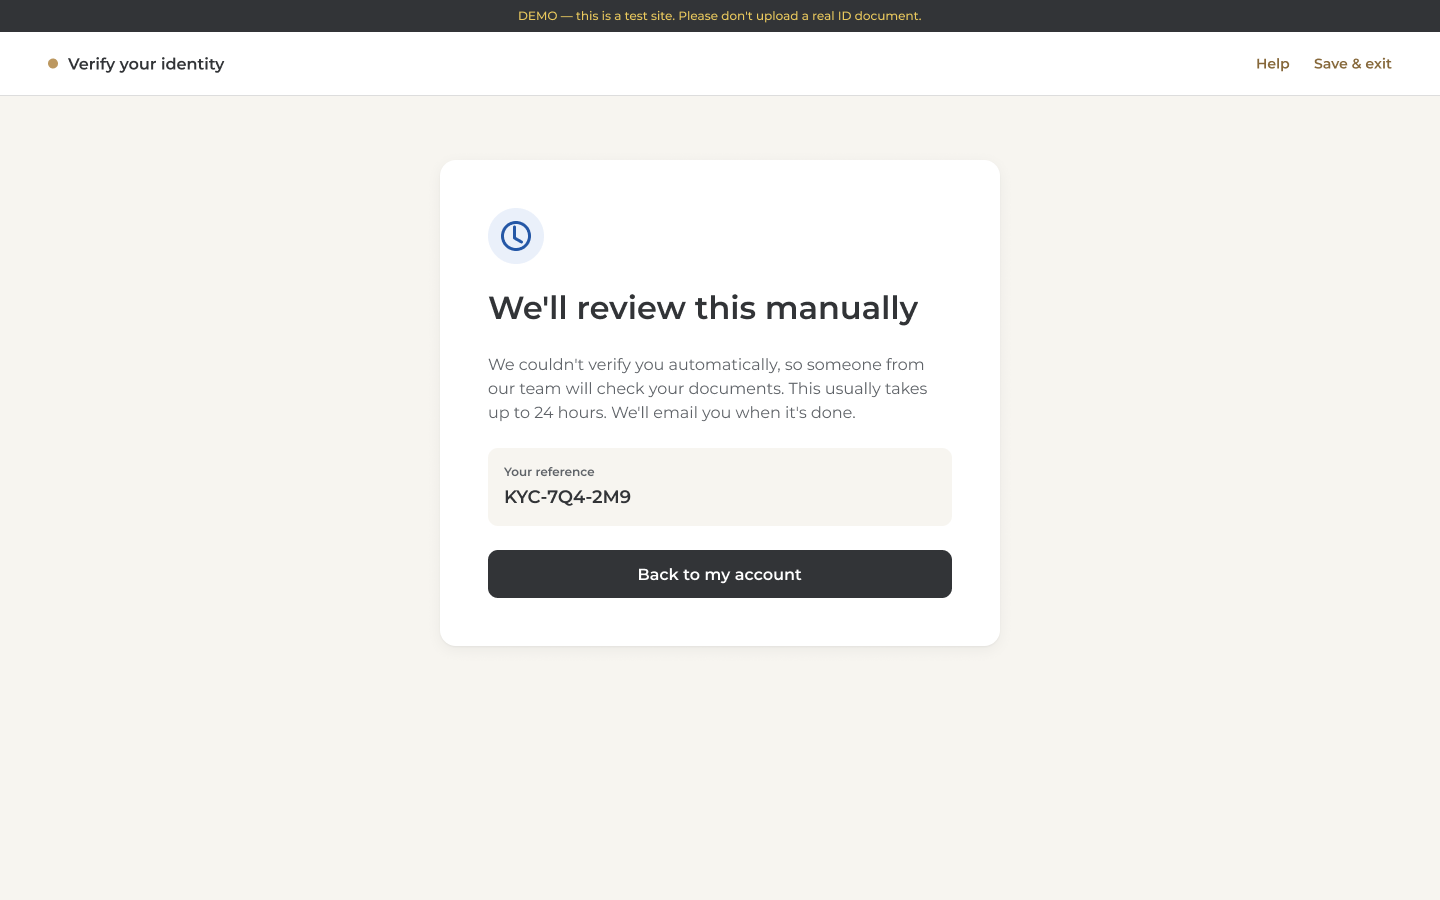 DEMO — this is a test site. Please don't upload a real ID document.
Verify your identity
Help
Save & exit
We'll review this manually
We couldn't verify you automatically, so someone from
our team will check your documents. This usually takes
up to 24 hours. We'll email you when it's done.
Your reference
KYC-7Q4-2M9
Back to my account